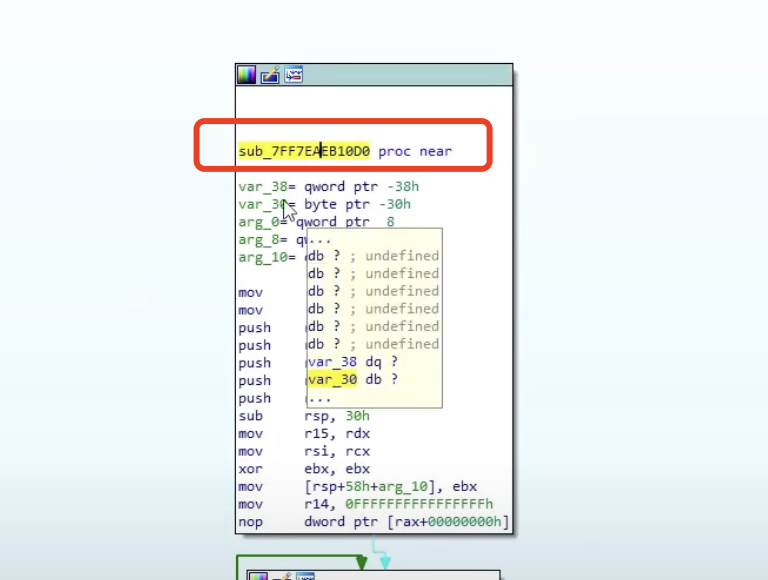 sub_7FF7EAEB10D0 proc near
var_38= qword ptr -38h
var_30= byte ptr -30h
arg_0= qword ptr  8
arg_8= q
arg_10=
...
db ? ; undefined
db ? ; undefined
db ? ; undefined
db ? ; undefined
db ? ; undefined
db ? ; undefined
var_38 dq ?
var_30 db ?
...
mov
mov
push
push
push
push
push
sub     rsp, 30h
mov     r15, rdx
mov     rsi, rcx
xor     ebx, ebx
mov     [rsp+58h+arg_10], ebx
mov     r14, 0FFFFFFFFFFFFFFFFh
nop     dword ptr [rax+00000000h]